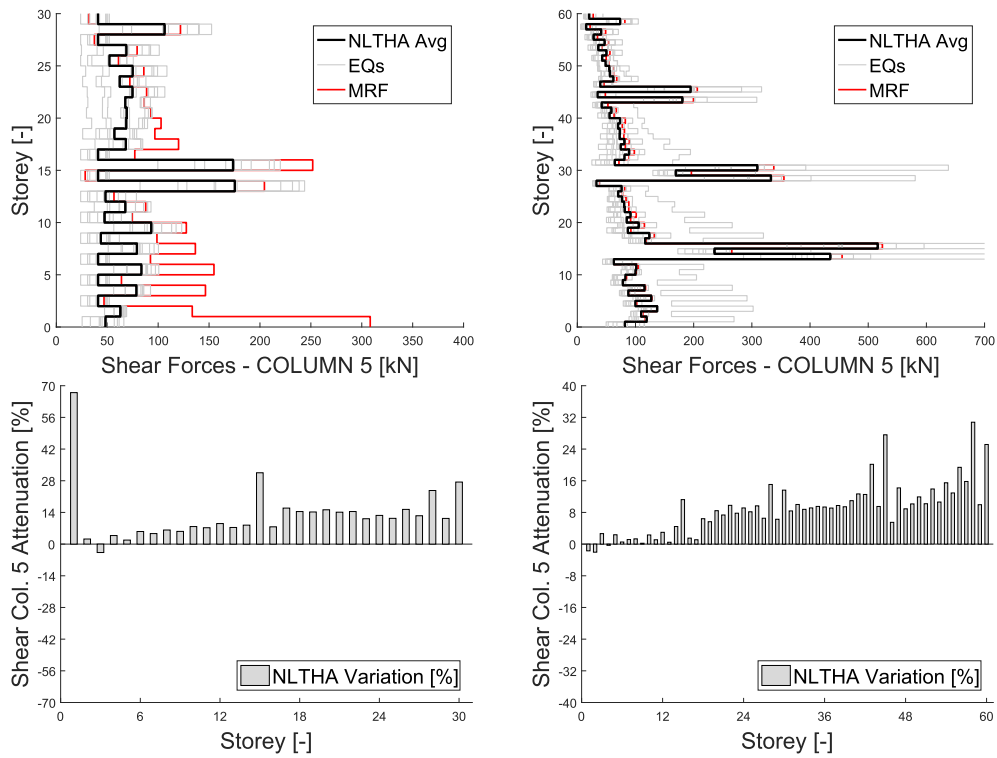 30
25
20
15
10
5
0
Storey [-]
NLTHA Avg
EQs
MRF
0 50 100 150 200 250 300 350 400
Shear Forces - COLUMN 5 [kN]
60
50
40
30
20
10
0
Storey [-]
NLTHA Avg
EQs
MRF
0 100 200 300 400 500 600 700
Shear Forces - COLUMN 5 [kN]
70
56
42
28
14
0
-14
-28
-42
-56
-70
Shear Col. 5 Attenuation [%]
NLTHA Variation [%]
0 6 12 18 24 30
Storey [-]
40
32
24
16
8
0
-8
-16
-24
-32
-40
Shear Col. 5 Attenuation [%]
NLTHA Variation [%]
0 12 24 36 48 60
Storey [-]